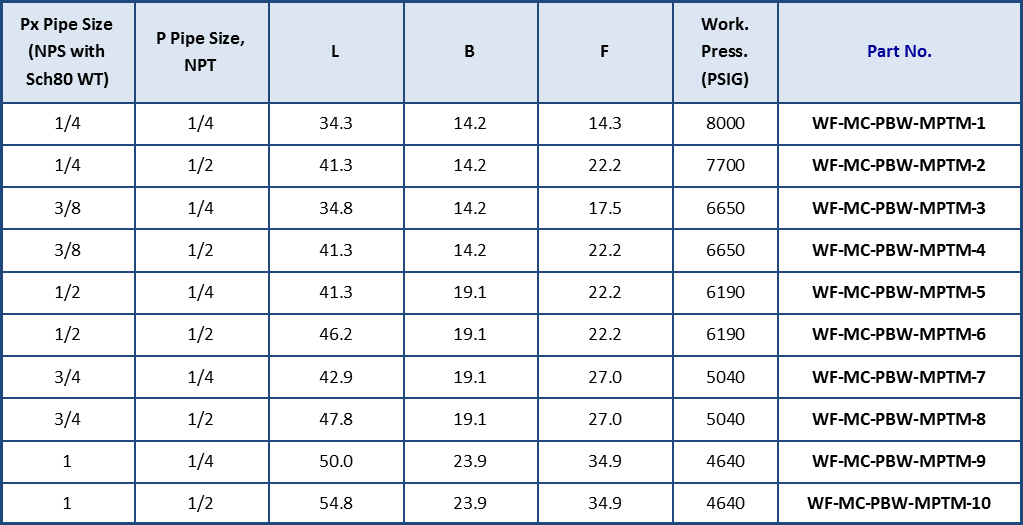 Px Pipe Size (NPS with Sch80 WT) P Pipe Size, NPT L B F Work. Press. (PSIG) Part No.
1/4 1/4 34.3 14.2 14.3 8000 WF-MC-PBW-MPTM-1
1/4 1/2 41.3 14.2 22.2 7700 WF-MC-PBW-MPTM-2
3/8 1/4 34.8 14.2 17.5 6650 WF-MC-PBW-MPTM-3
3/8 1/2 41.3 14.2 22.2 6650 WF-MC-PBW-MPTM-4
1/2 1/4 41.3 19.1 22.2 6190 WF-MC-PBW-MPTM-5
1/2 1/2 46.2 19.1 22.2 6190 WF-MC-PBW-MPTM-6
3/4 1/4 42.9 19.1 27.0 5040 WF-MC-PBW-MPTM-7
3/4 1/2 47.8 19.1 27.0 5040 WF-MC-PBW-MPTM-8
1 1/4 50.0 23.9 34.9 4640 WF-MC-PBW-MPTM-9
1 1/2 54.8 23.9 34.9 4640 WF-MC-PBW-MPTM-10